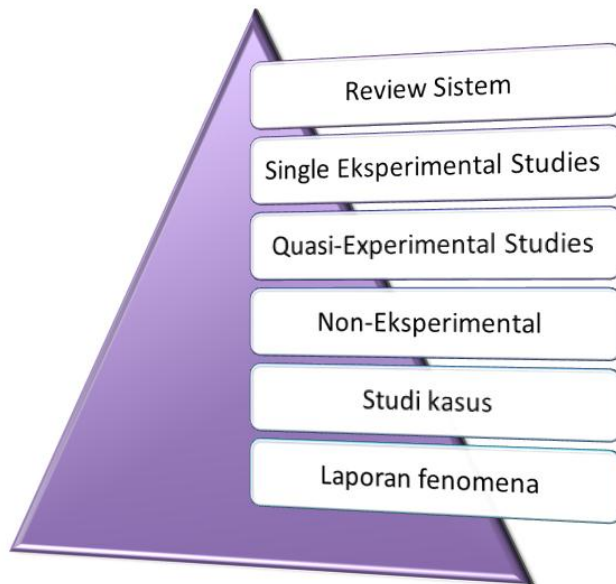 Review Sistem
Single Eksperimental Studies
Quasi-Experimental Studies
Non-Eksperimental
Studi kasus
Laporan fenomena